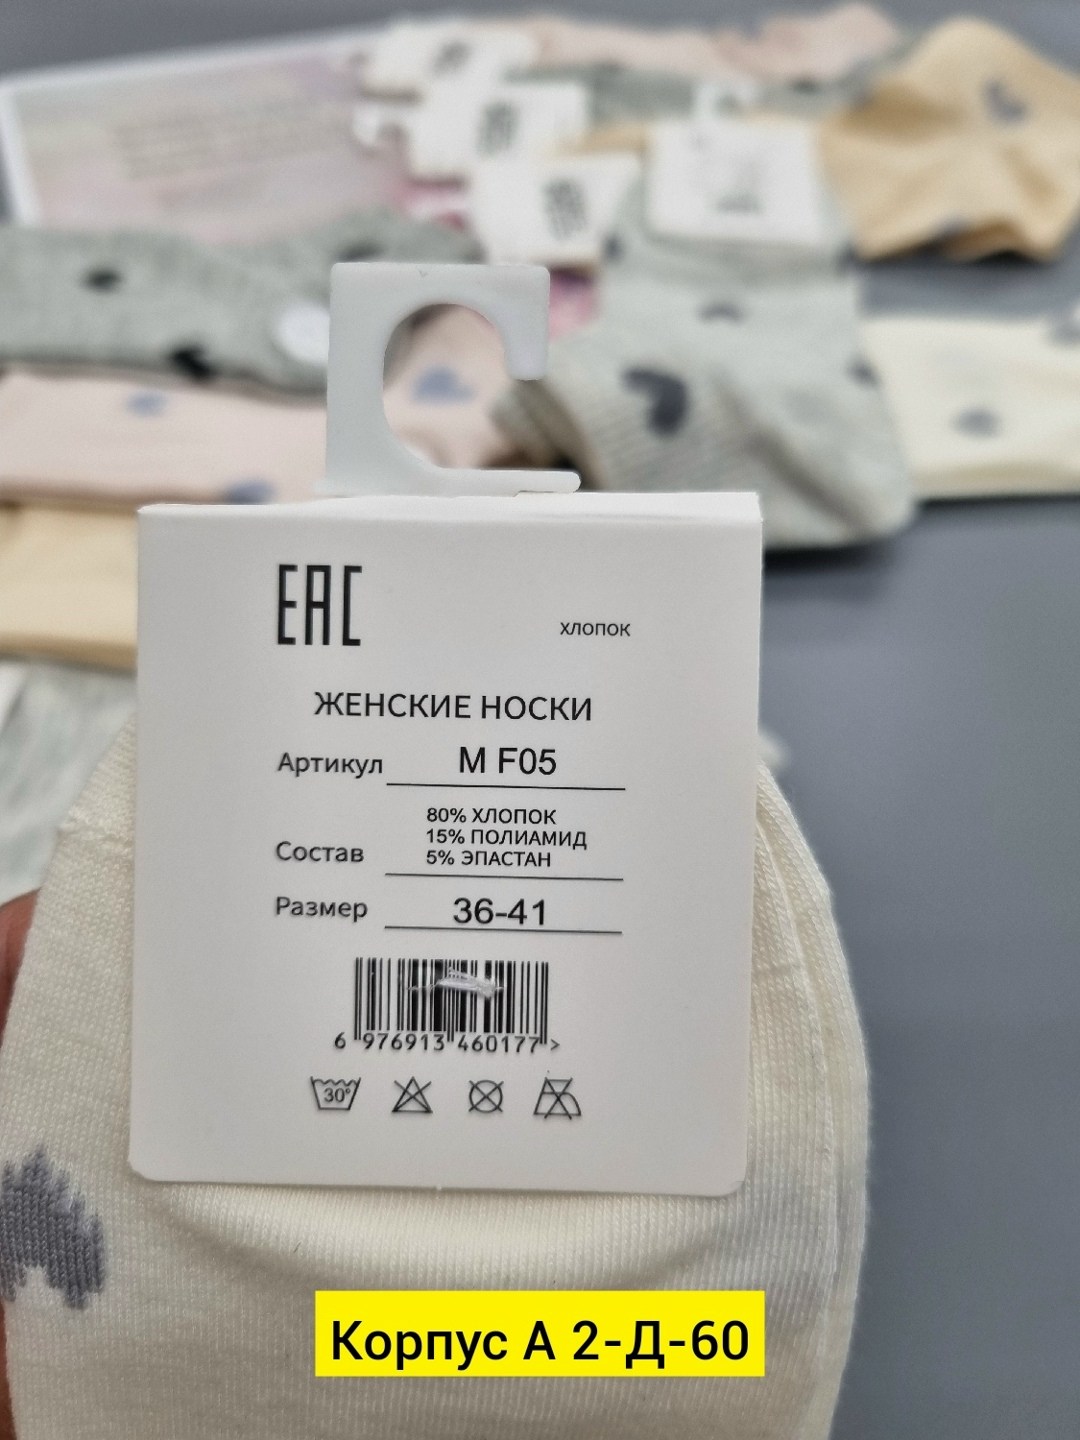 EAC
хлопок
ЖЕНСКИЕ НОСКИ
Артикул M F05
80% ХЛОПОК
15% ПОЛИАМИД
Состав 5% ЭПАСТАН
Размер 36-41
6 976913 460177 >
30°
Корпус А 2-Д-60